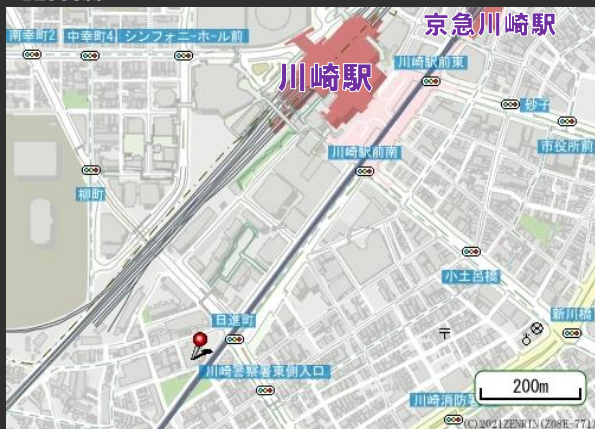 京急川崎駅
南幸町2
中幸町4
シンフォニーホール前
川崎駅前東
川崎駅
砂子
市役所前
川崎駅前南
柳町
小土呂橋
新川橋
日進町
川崎警察署東側入口
200m
川崎消防署
(C)2021ZENRIN(Z08E-771)